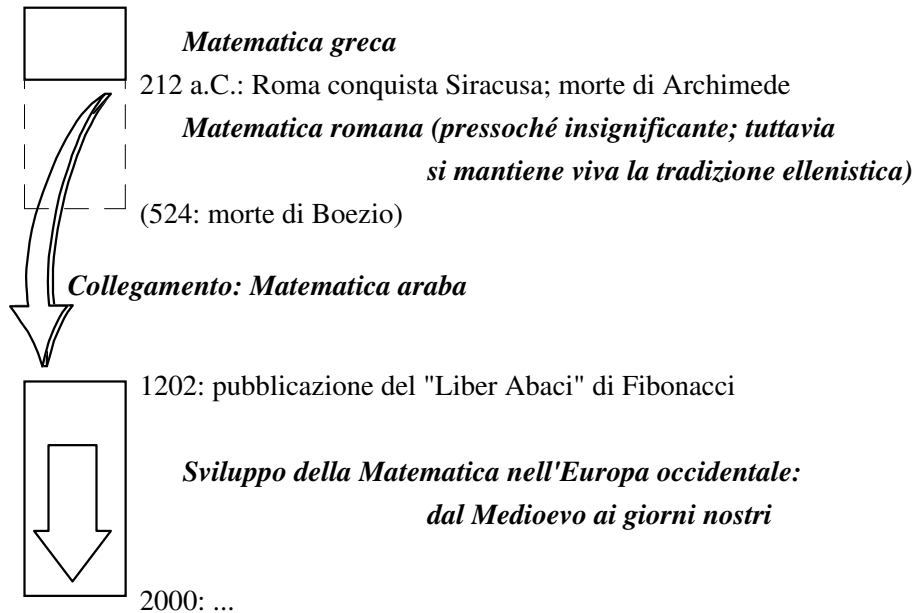 Matematica greca
212 a.C.: Roma conquista Siracusa; morte di Archimede
Matematica romana (pressoché insignificante; tuttavia
si mantiene viva la tradizione ellenistica)
(524: morte di Boezio)
Collegamento: Matematica araba
1202: pubblicazione del "Liber Abaci" di Fibonacci
Sviluppo della Matematica nell'Europa occidentale:
dal Medioevo ai giorni nostri
2000: ...